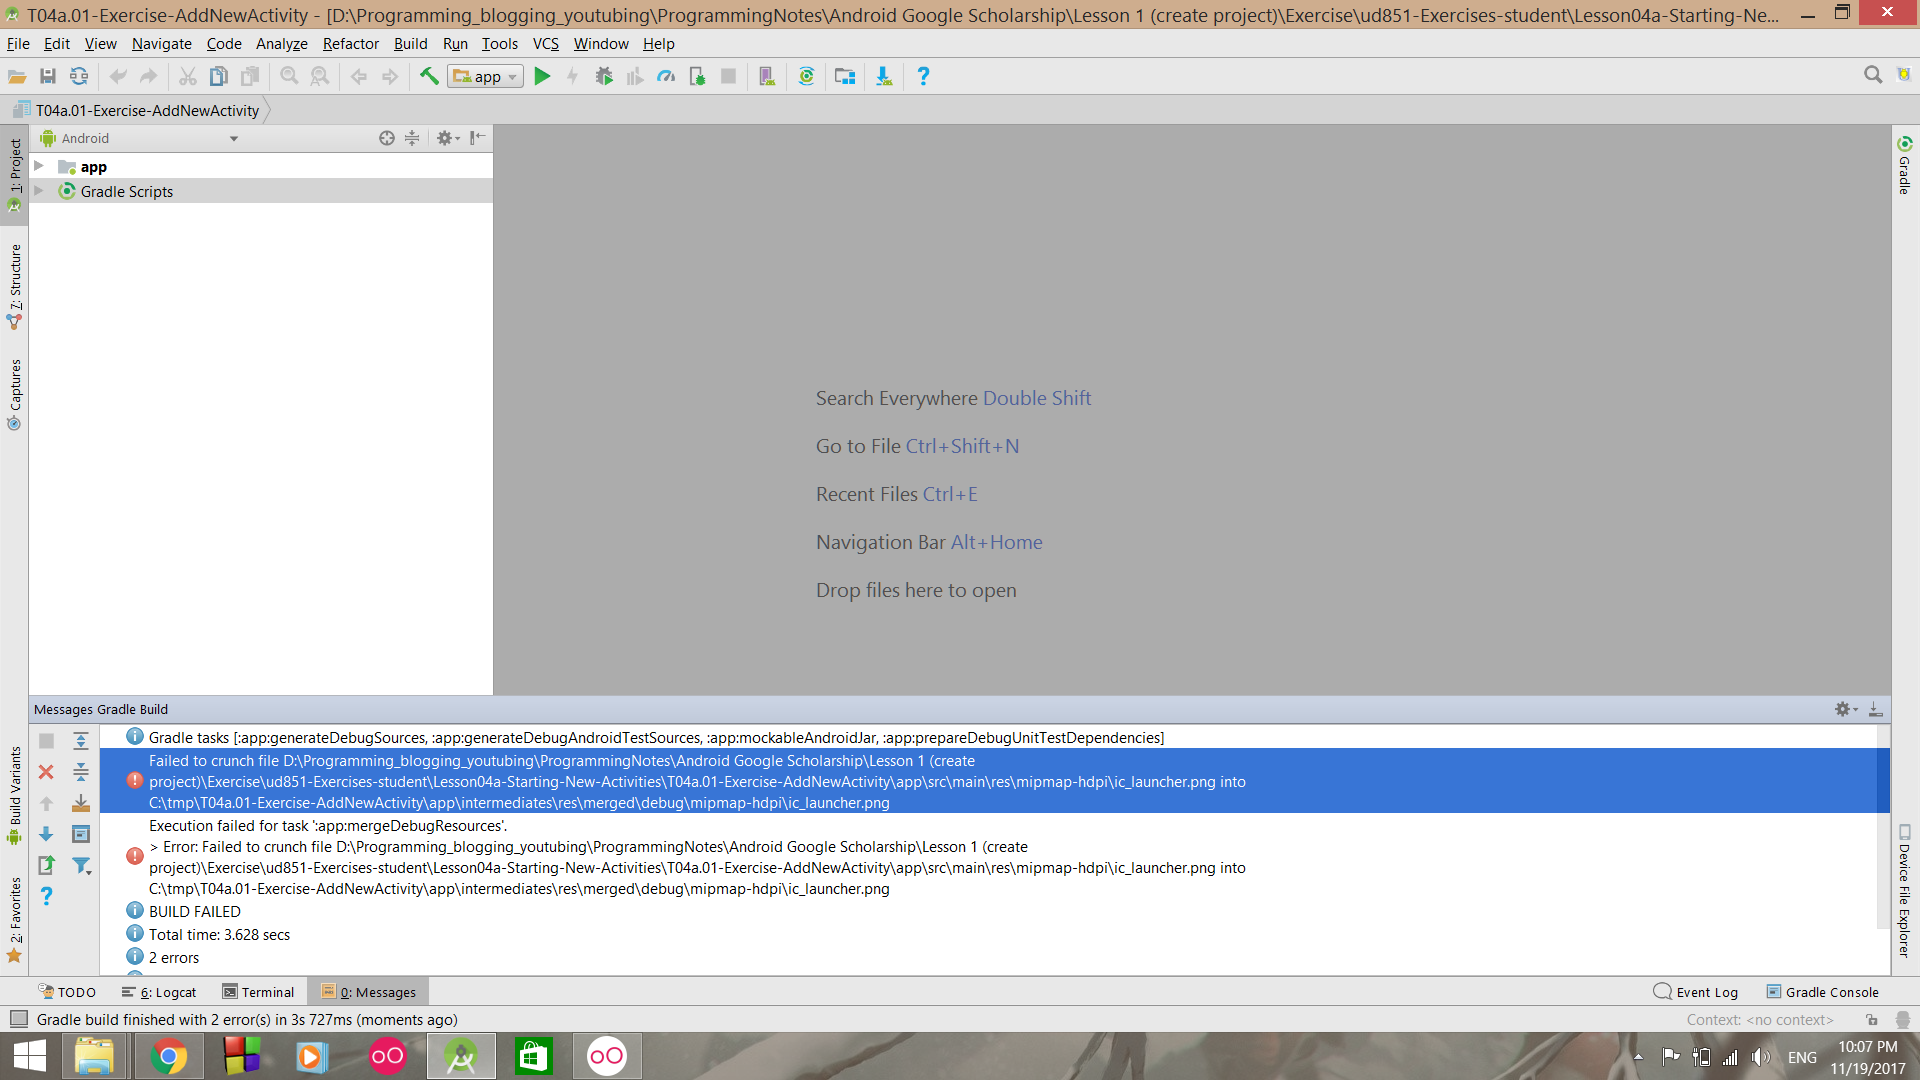 T04a.01-Exercise-AddNewActivity - [D:\Programming_blogging_youtubing\ProgrammingNotes\Android Google Scholarship\Lesson 1 (create project)\Exercise\ud851-Exercises-student\Lesson04a-Starting-Ne...
File Edit View Navigate Code Analyze Refactor Build Run Tools VCS Window Help
app
T04a.01-Exercise-AddNewActivity
Android
app
Gradle Scripts
1: Project
7: Structure
Captures
Build Variants
2: Favorites
Gradle
Device File Explorer
Search Everywhere Double Shift
Go to File Ctrl+Shift+N
Recent Files Ctrl+E
Navigation Bar Alt+Home
Drop files here to open
Messages Gradle Build
Gradle tasks [:app:generateDebugSources, :app:generateDebugAndroidTestSources, :app:mockableAndroidJar, :app:prepareDebugUnitTestDependencies]
Failed to crunch file D:\Programming_blogging_youtubing\ProgrammingNotes\Android Google Scholarship\Lesson 1 (create
project)\Exercise\ud851-Exercises-student\Lesson04a-Starting-New-Activities\T04a.01-Exercise-AddNewActivity\app\src\main\res\mipmap-hdpi\ic_launcher.png into
C:\tmp\T04a.01-Exercise-AddNewActivity\app\intermediates\res\merged\debug\mipmap-hdpi\ic_launcher.png
Execution failed for task ':app:mergeDebugResources'.
> Error: Failed to crunch file D:\Programming_blogging_youtubing\ProgrammingNotes\Android Google Scholarship\Lesson 1 (create
project)\Exercise\ud851-Exercises-student\Lesson04a-Starting-New-Activities\T04a.01-Exercise-AddNewActivity\app\src\main\res\mipmap-hdpi\ic_launcher.png into
C:\tmp\T04a.01-Exercise-AddNewActivity\app\intermediates\res\merged\debug\mipmap-hdpi\ic_launcher.png
BUILD FAILED
Total time: 3.628 secs
2 errors
TODO 6: Logcat Terminal 0: Messages Event Log Gradle Console
Gradle build finished with 2 error(s) in 3s 727ms (moments ago) Context: <no context>
ENG
10:07 PM
11/19/2017